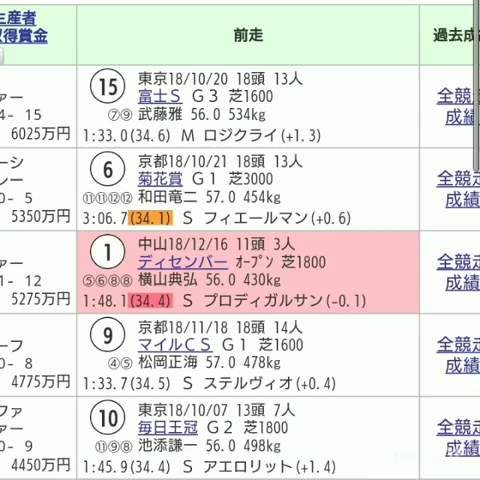 生産者
取得賞金
前走
過去成
ァー
4- 15
6025万円
15
東京18/10/20 18頭 13人
富士Ｓ Ｇ３ 芝1600
⑦⑨ 武藤雅 56.0 534kg
1:33.0(34.6) Ｍ ロジクライ(+1.3)
全競走
成績
ーシ
レー
0- 5
5350万円
6
京都18/10/21 18頭 13人
菊花賞 Ｇ１ 芝3000
⑪⑪⑫⑫ 和田竜二 57.0 454kg
3:06.7(34.1) Ｓ フィエールマン(+0.6)
全競走
成績
ァー
1- 12
5275万円
1
中山18/12/16 11頭 3人
ディセンバー ｵｰﾌﾟﾝ 芝1800
⑤⑥⑧⑧ 横山典弘 56.0 430kg
1:48.1(34.4) Ｓ プロディガルサン(-0.1)
全競走
成績
ーフ
0- 8
4775万円
9
京都18/11/18 18頭 14人
マイルＣＳ Ｇ１ 芝1600
④⑤ 松岡正海 57.0 478kg
1:33.7(34.5) Ｓ ステルヴィオ(+0.4)
全競走
成績
ファ
ァー
0- 9
4450万円
10
東京18/10/07 13頭 7人
毎日王冠 Ｇ２ 芝1800
⑪⑨⑧ 池添謙一 56.0 498kg
1:45.9(34.4) Ｓ アエロリット(+1.4)
全競走
成績